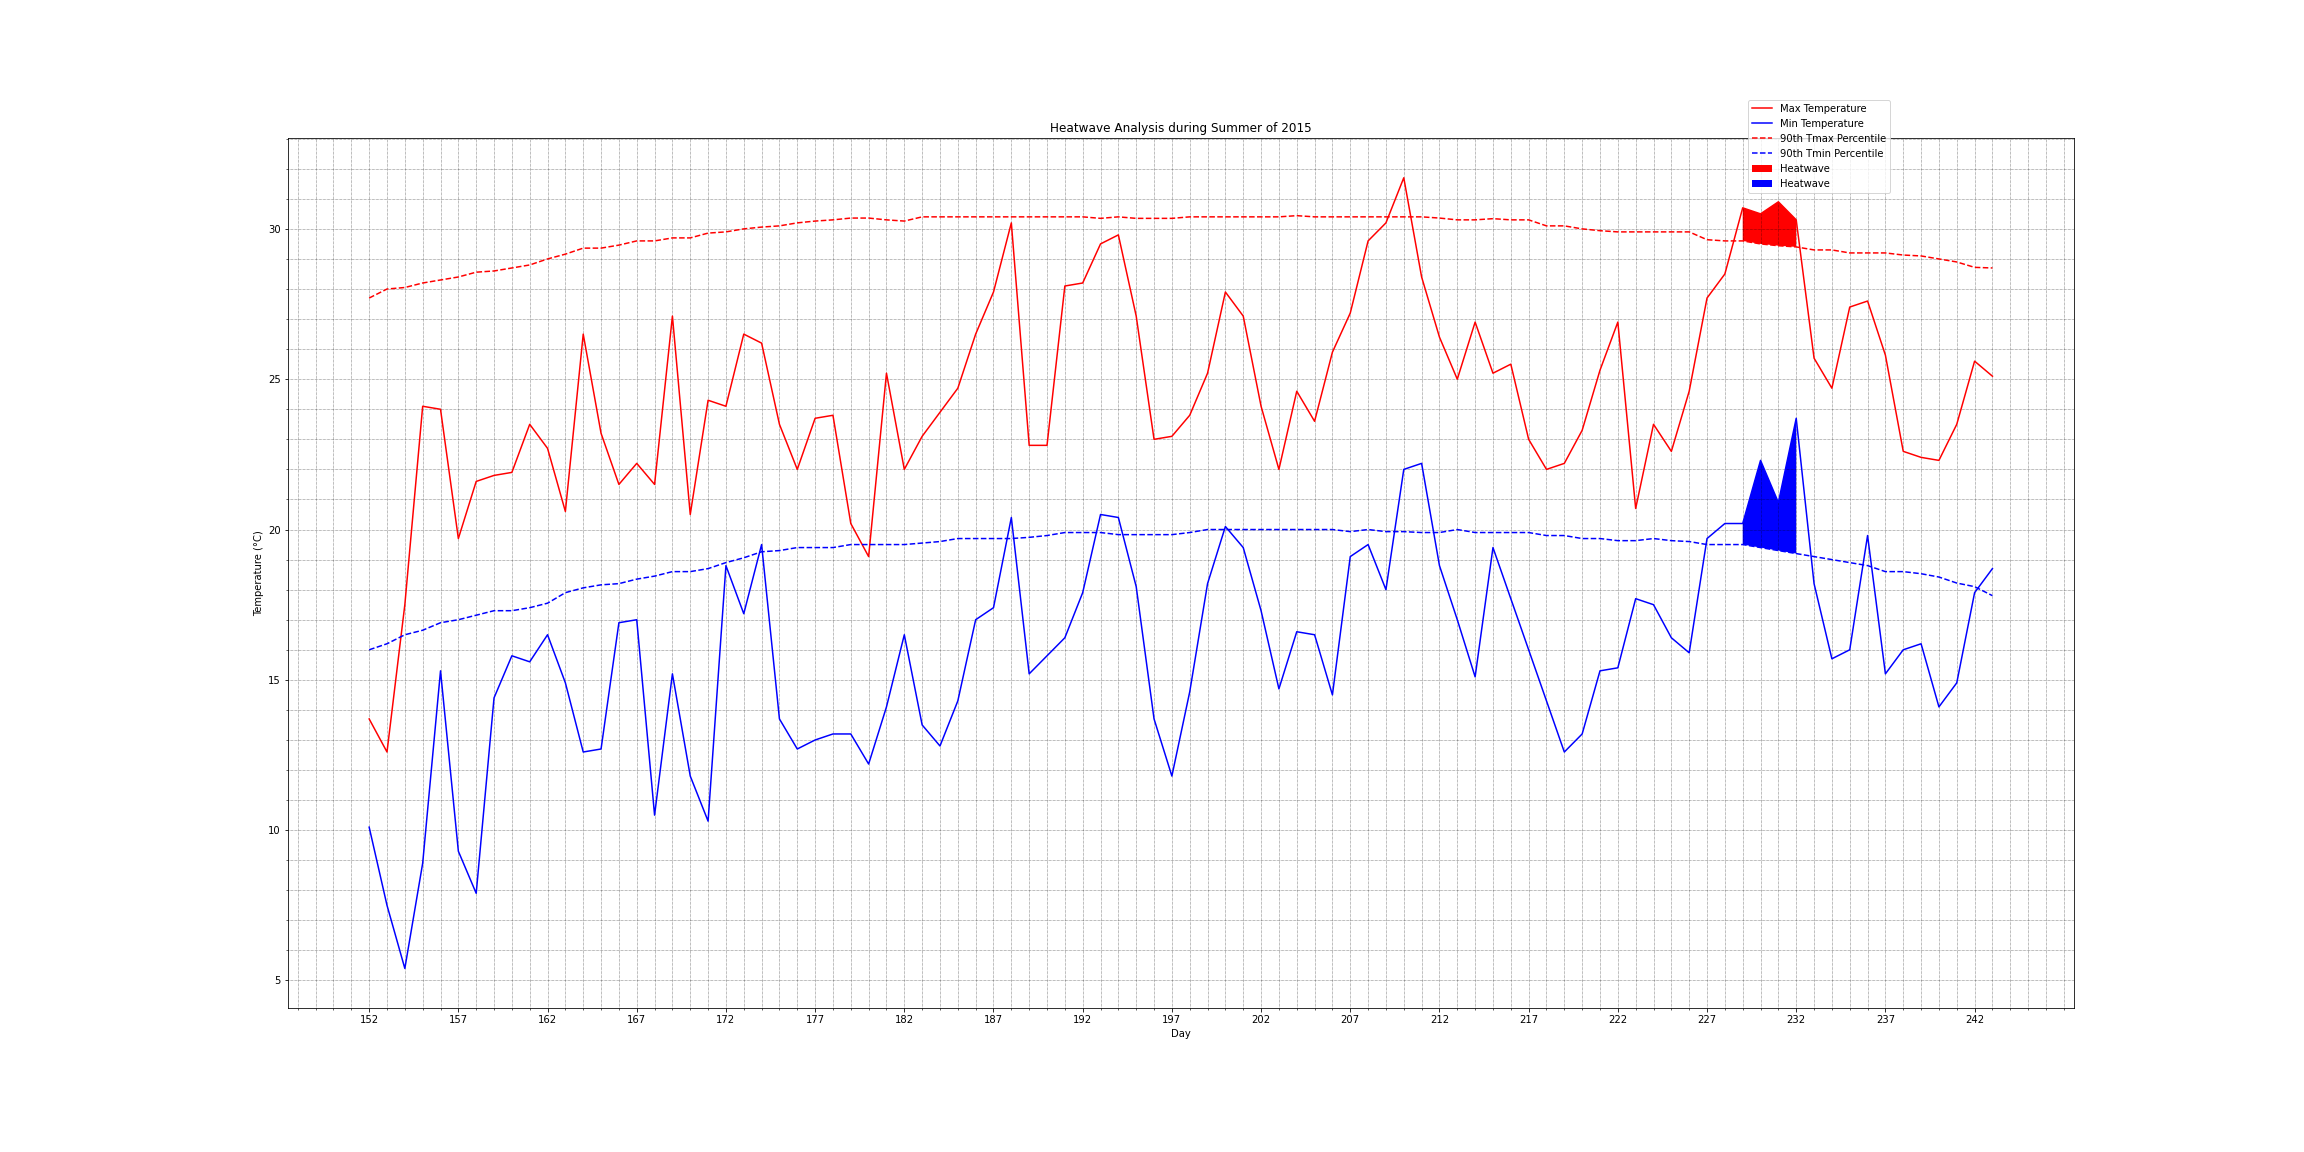 Heatwave Analysis during Summer of 2015
Max Temperature
Min Temperature
90th Tmax Percentile
90th Tmin Percentile
Heatwave
Heatwave
Temperature (°C)
30
25
20
15
10
5
152 157 162 167 172 177 182 187 192 197 202 207 212 217 222 227 232 237 242
Day